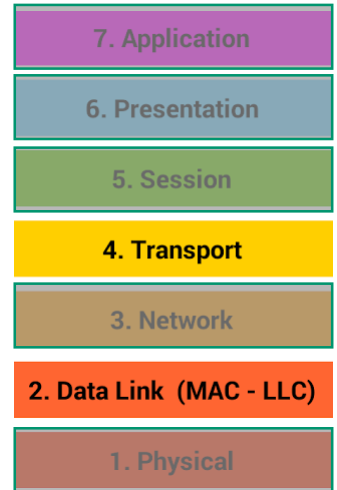 7. Application
6. Presentation
5. Session
4. Transport
3. Network
2. Data Link (MAC - LLC)
1. Physical